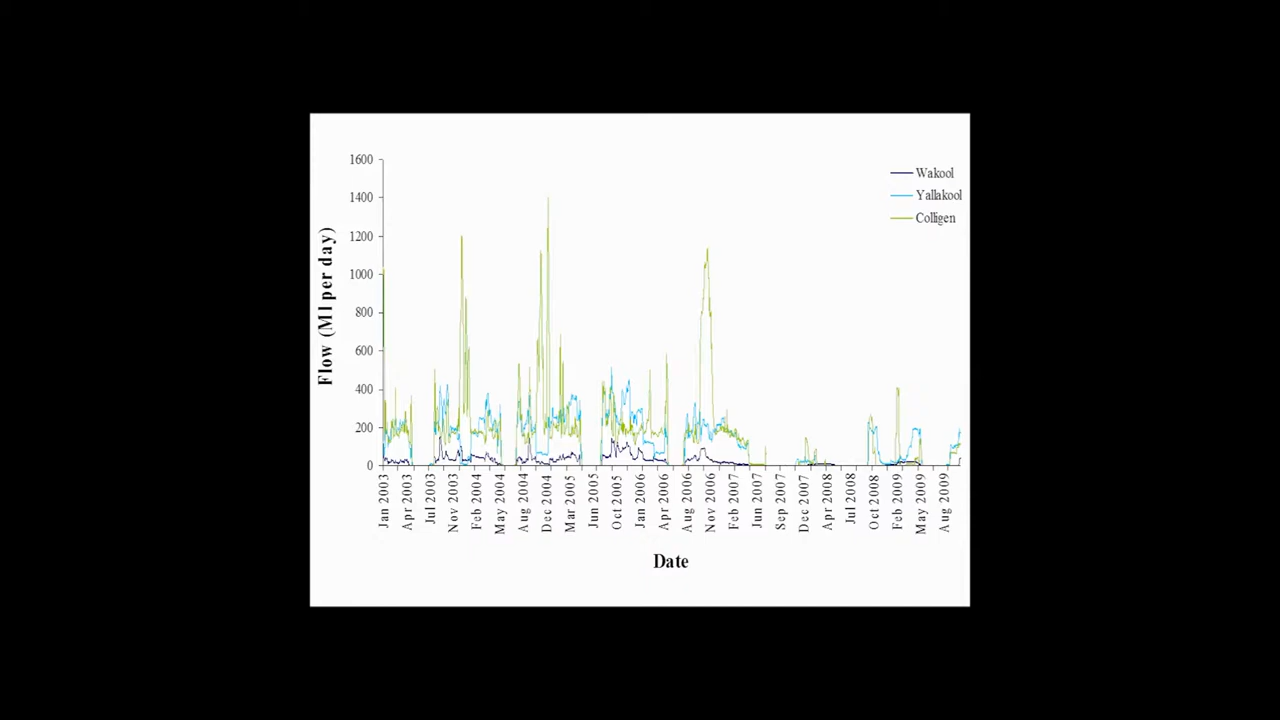 1600
1400
1200
1000
800
600
400
200
0
Flow (Ml per day)
Wakool
Yallakool
Colligen
Jan 2003
Apr 2003
Jul 2003
Nov 2003
Feb 2004
May 2004
Aug 2004
Dec 2004
Mar 2005
Jun 2005
Oct 2005
Jan 2006
Apr 2006
Aug 2006
Nov 2006
Feb 2007
Jun 2007
Sep 2007
Dec 2007
Apr 2008
Jul 2008
Oct 2008
Feb 2009
May 2009
Aug 2009
Date